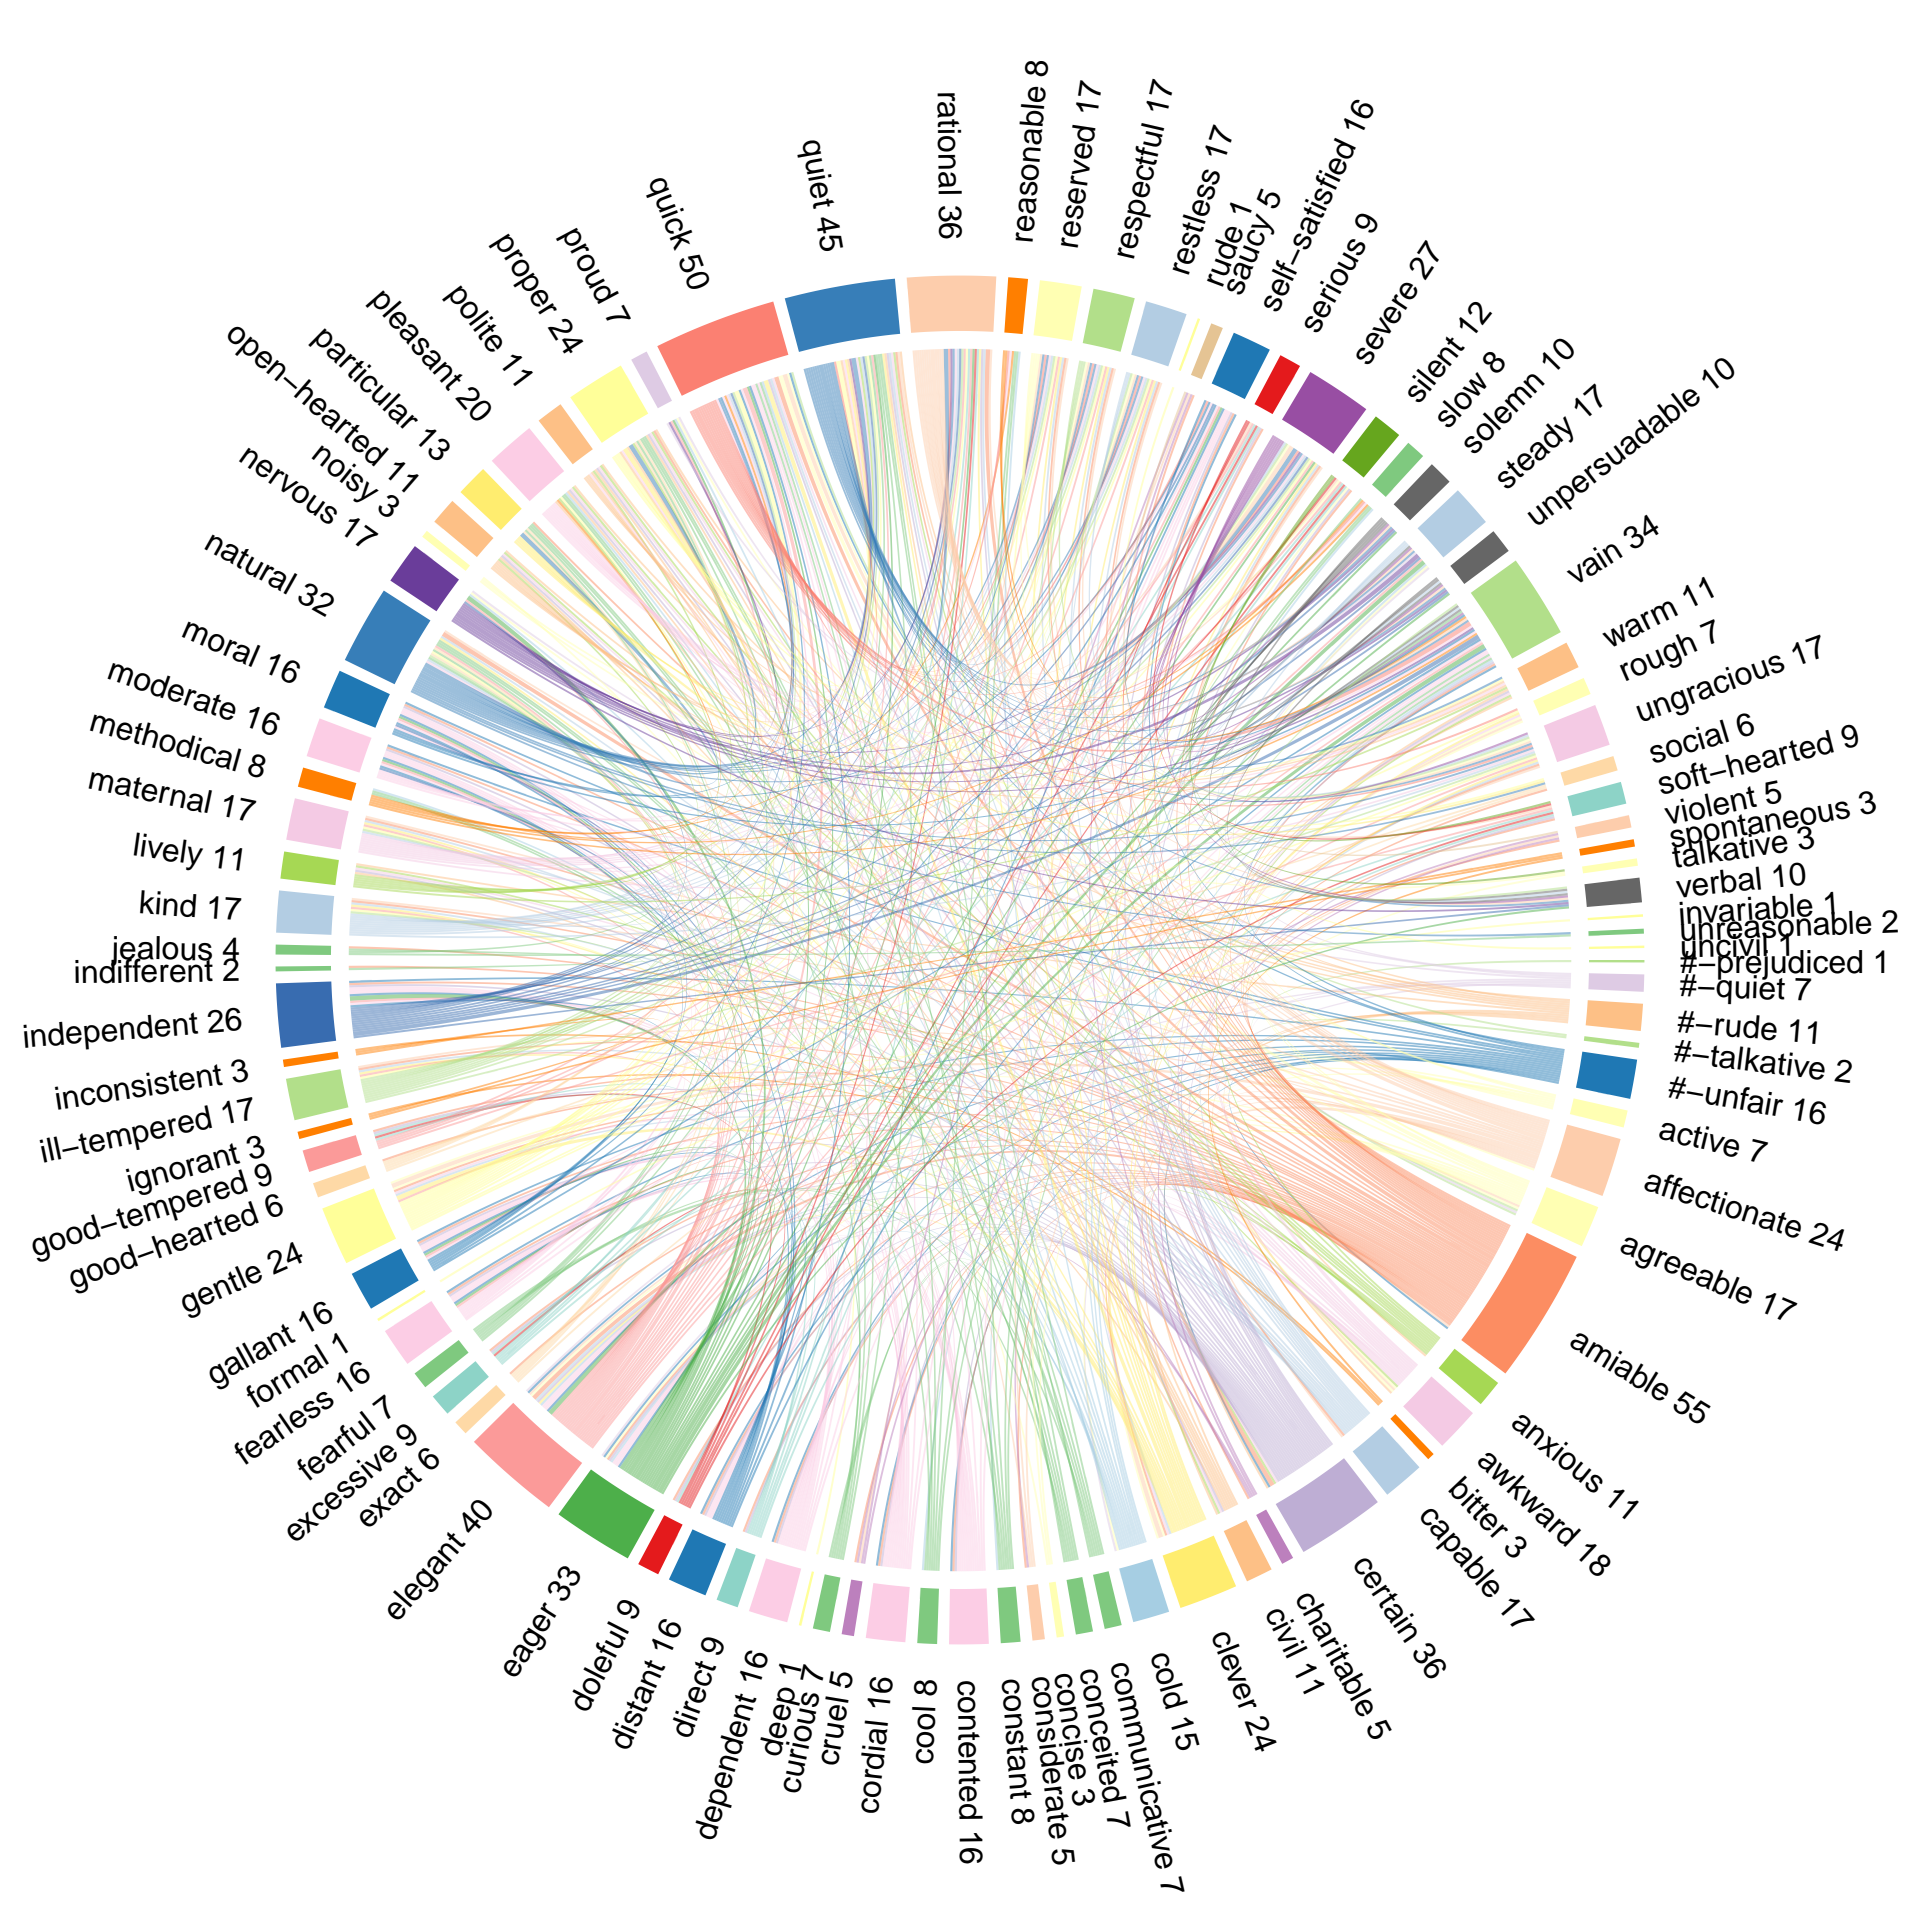 rational 36
reasonable 8
reserved 17
respectful 17
restless 17
rude 1
saucy 5
self−satisfied 16
serious 9
severe 27
silent 12
slow 8
solemn 10
steady 17
unpersuadable 10
vain 34
warm 11
rough 7
ungracious 17
social 6
soft−hearted 9
violent 5
spontaneous 3
talkative 3
verbal 10
invariable 1
unreasonable 2
uncivil 1
#−prejudiced 1
#−quiet 7
#−rude 11
#−talkative 2
#−unfair 16
active 7
affectionate 24
agreeable 17
amiable 55
anxious 11
awkward 18
bitter 3
capable 17
certain 36
charitable 5
civil 11
clever 24
cold 15
communicative 7
conceited 7
concise 3
considerate 5
constant 8
contented 16
cool 8
cordial 16
cruel 5
curious 7
deep 1
dependent 16
direct 9
distant 16
doleful 9
eager 33
elegant 40
exact 6
excessive 9
fearful 7
fearless 16
formal 1
gallant 16
gentle 24
good−hearted 6
good−tempered 9
ignorant 3
ill−tempered 17
inconsistent 3
independent 26
indifferent 2
jealous 4
kind 17
lively 11
maternal 17
methodical 8
moderate 16
moral 16
natural 32
nervous 17
noisy 3
open−hearted 11
particular 13
pleasant 20
polite 11
proper 24
proud 7
quick 50
quiet 45